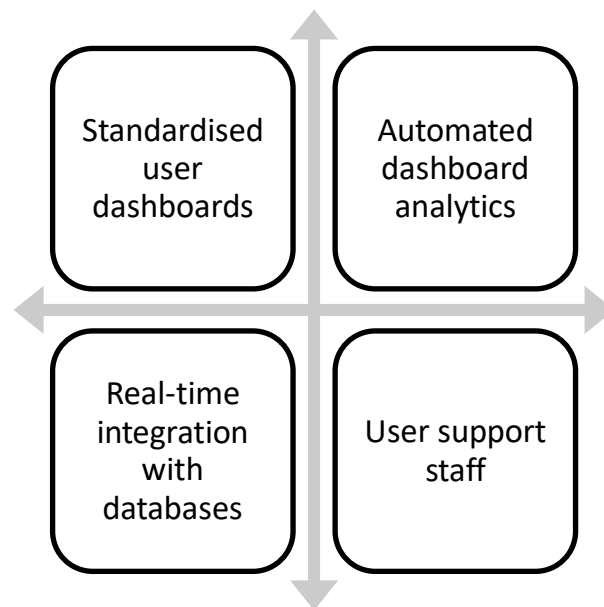 Standardised
user
dashboards
Automated
dashboard
analytics
Real-time
integration
with
databases
User support
staff